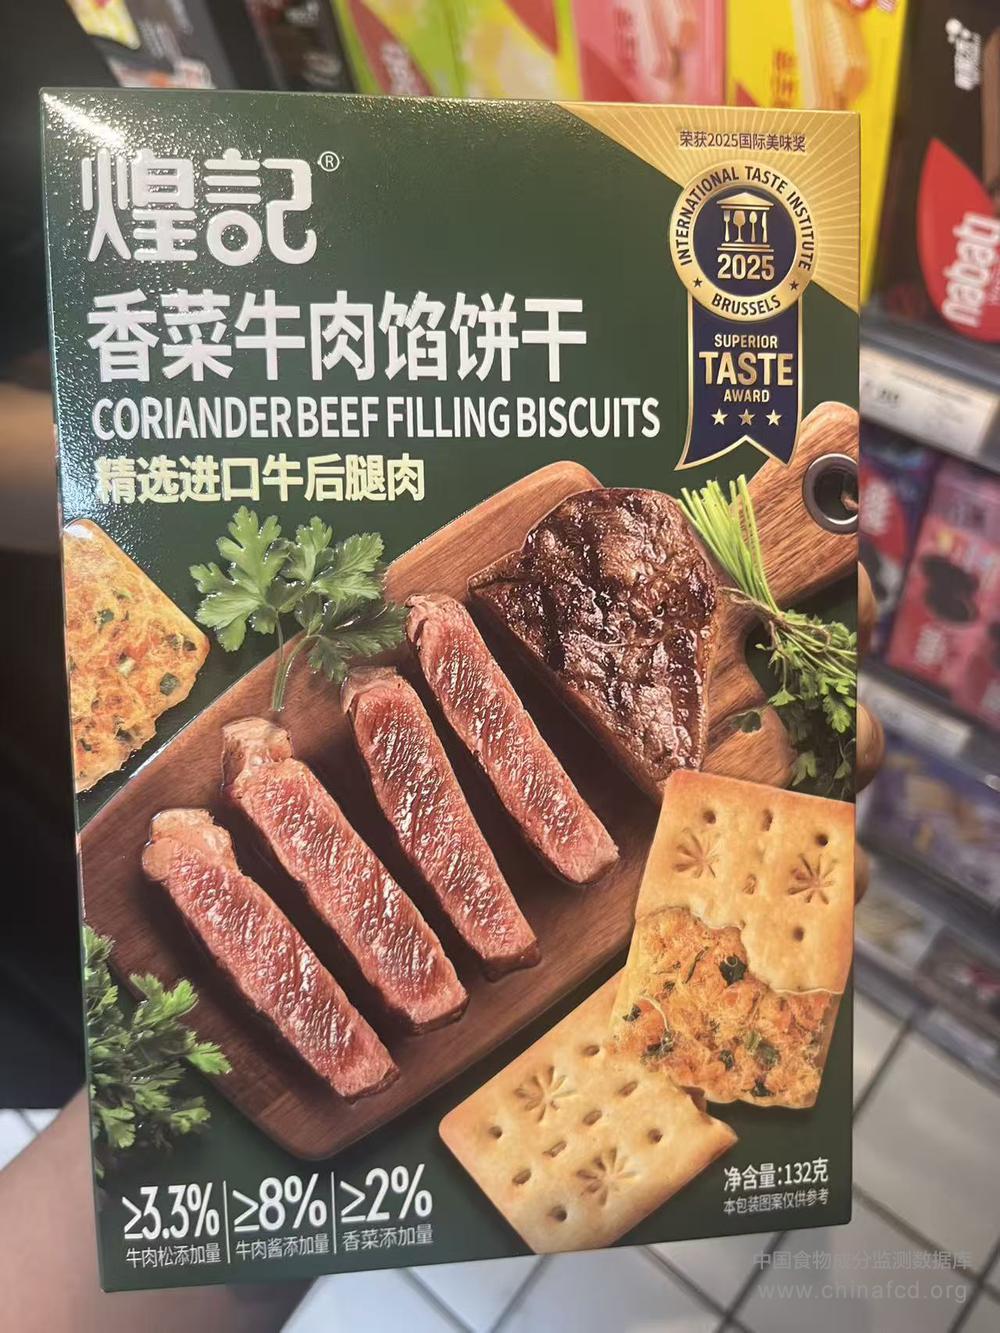 煌記®
荣获2025国际美味奖
INTERNATIONAL TASTE INSTITUTE
2025
BRUSSELS
SUPERIOR
TASTE
AWARD
香菜牛肉馅饼干
CORIANDER BEEF FILLING BISCUITS
精选进口牛后腿肉
≥3.3%
牛肉松添加量
≥8%
牛肉酱添加量
≥2%
香菜添加量
净含量:132克
本包装图案仅供参考
nabati
中国食物成分监测数据库
www.chinafcd.org